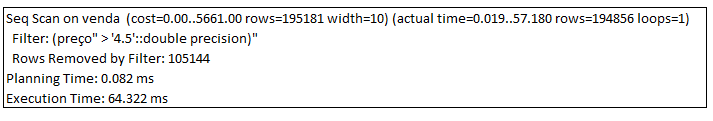 Seq Scan on venda  (cost=0.00..5661.00 rows=195181 width=10) (actual time=0.019..57.180 rows=194856 loops=1)
  Filter: (preço" > '4.5'::double precision)"
  Rows Removed by Filter: 105144
Planning Time: 0.082 ms
Execution Time: 64.322 ms